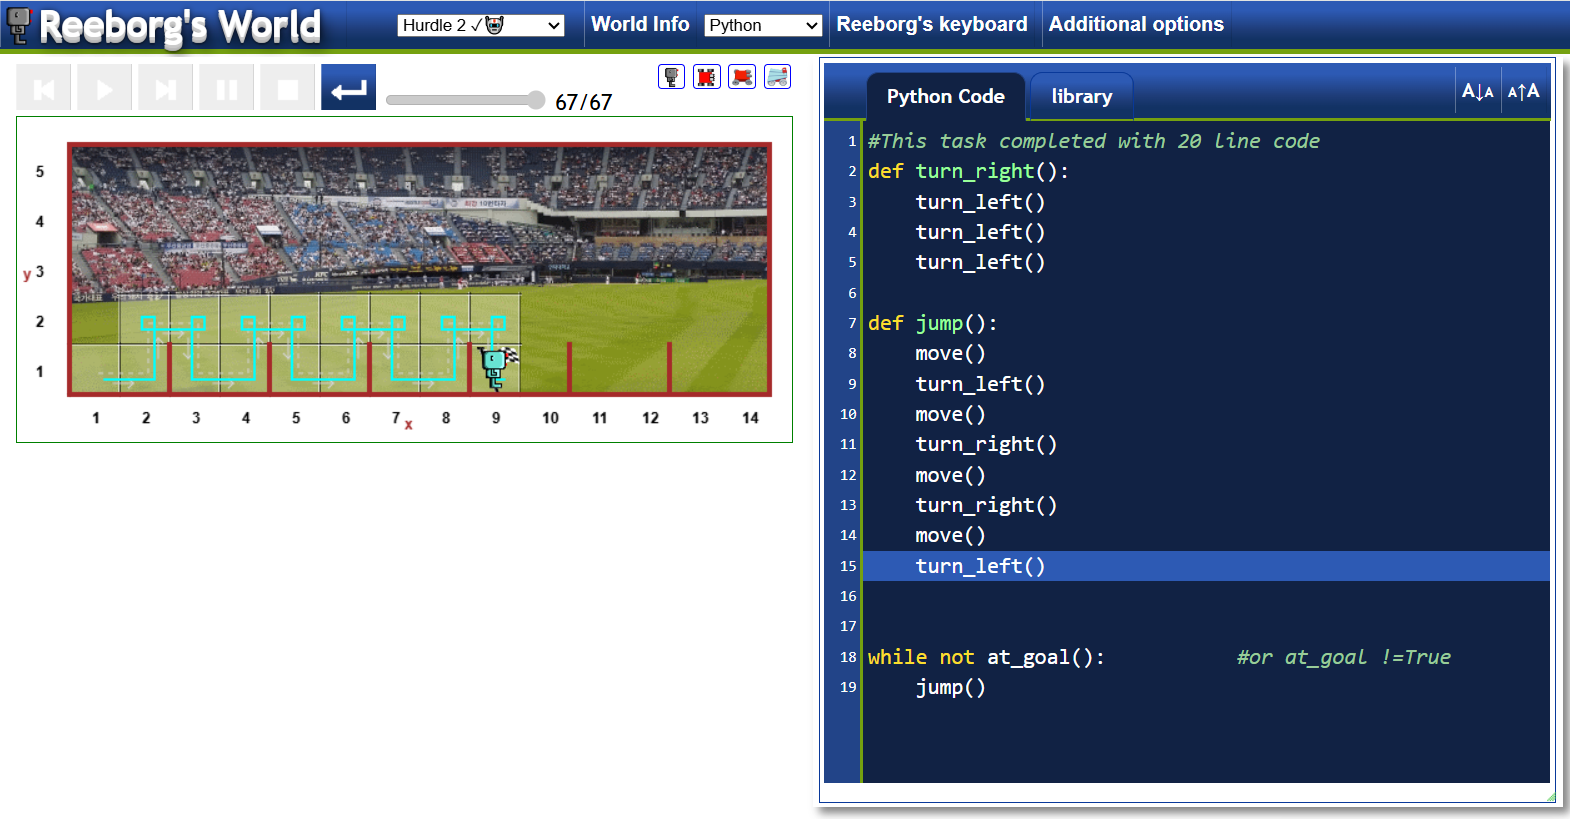 Reeborg's World
Hurdle 2 ✓
World Info
Python
Reeborg's keyboard
Additional options
67/67
5
4
y 3
2
1
1 2 3 4 5 6 7 8 9 10 11 12 13 14
x
Python Code
library
A↓A
A↑A
1 #This task completed with 20 line code
2 def turn_right():
3 turn_left()
4 turn_left()
5 turn_left()
6
7 def jump():
8 move()
9 turn_left()
10 move()
11 turn_right()
12 move()
13 turn_right()
14 move()
15 turn_left()
16
17
18 while not at_goal(): #or at_goal !=True
19 jump()